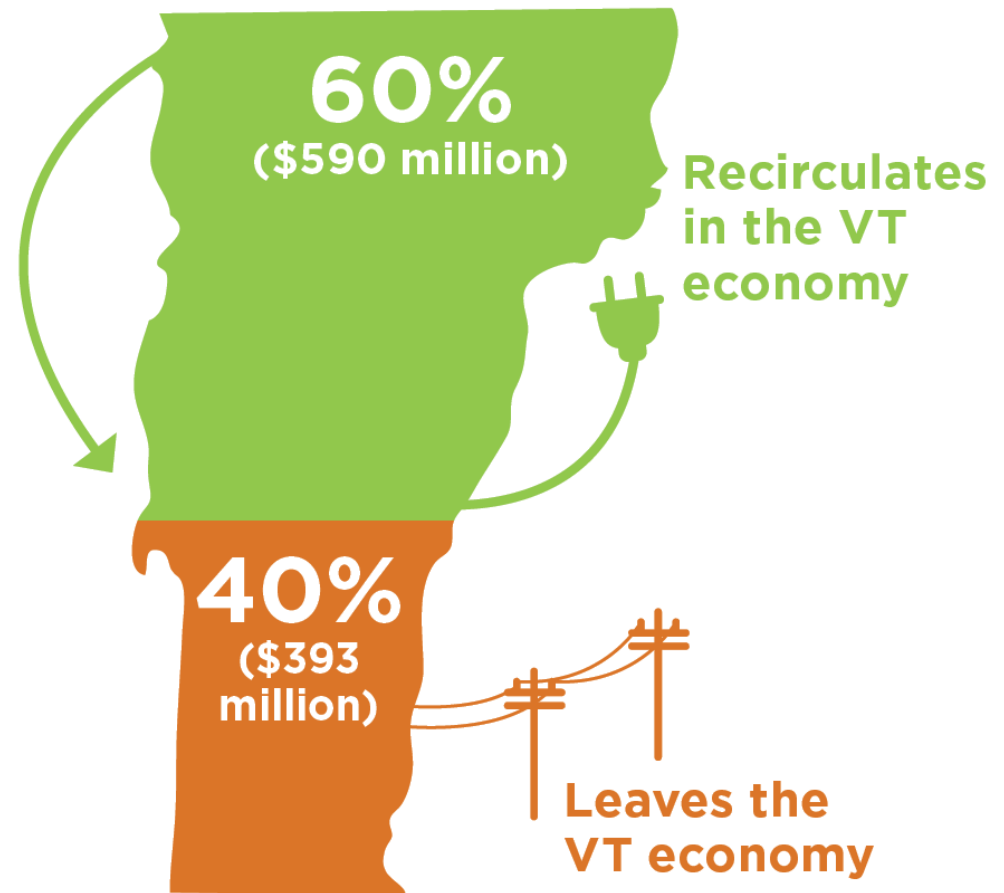 60%
($590 million)
Recirculates
in the VT
economy
40%
($393
million)
Leaves the
VT economy